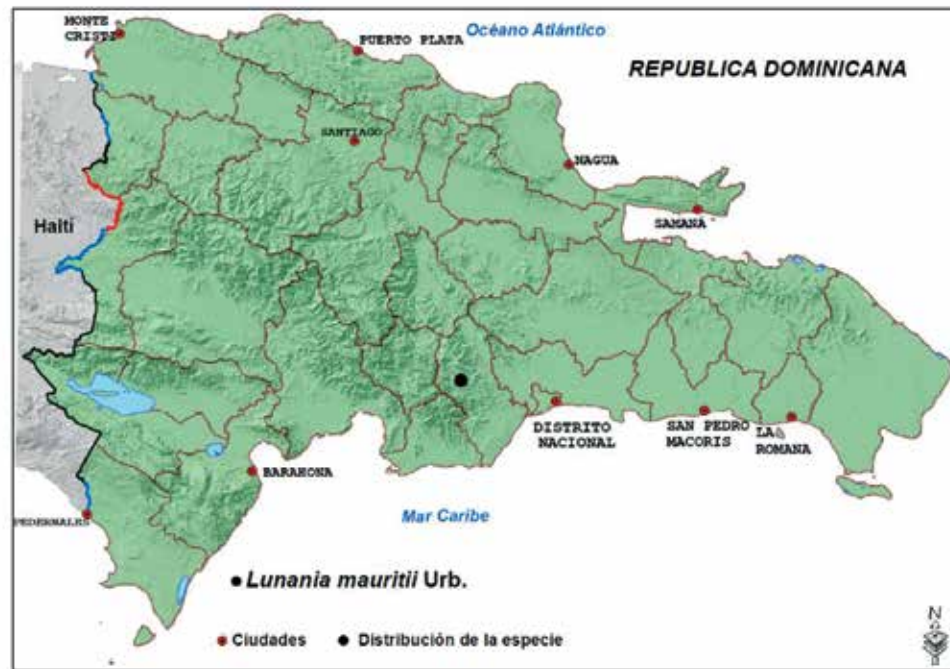 MONTE
CRISTI
Océano Atlántico
PUERTO PLATA
REPUBLICA DOMINICANA
SANTIAGO
NAGUA
Haití
SAMANA
DISTRITO
NACIONAL
SAN PEDRO
MACORIS
LA
ROMANA
BARAHONA
PEDERNALES
Mar Caribe
Lunania mauritii Urb.
Ciudades
Distribución de la especie
N